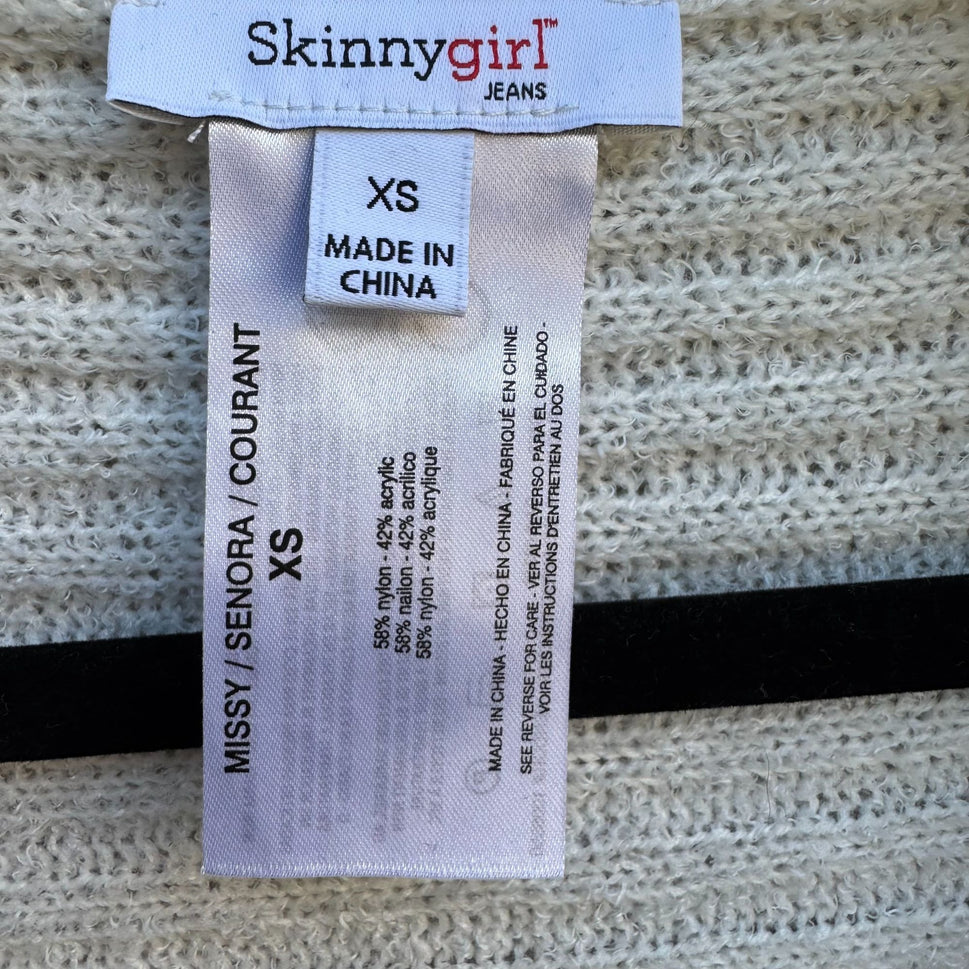 Skinnygirl™
JEANS
XS
MADE IN
CHINA
MISSY / SENORA / COURANT
XS
58% nylon - 42% acrylic
58% nailon - 42% acrilico
58% nylon - 42% acrylique
MADE IN CHINA - HECHO EN CHINA - FABRIQUÉ EN CHINE
SEE REVERSE FOR CARE - VER AL REVERSO PARA EL CUIDADO -
VOIR LES INSTRUCTIONS D'ENTRETIEN AU DOS